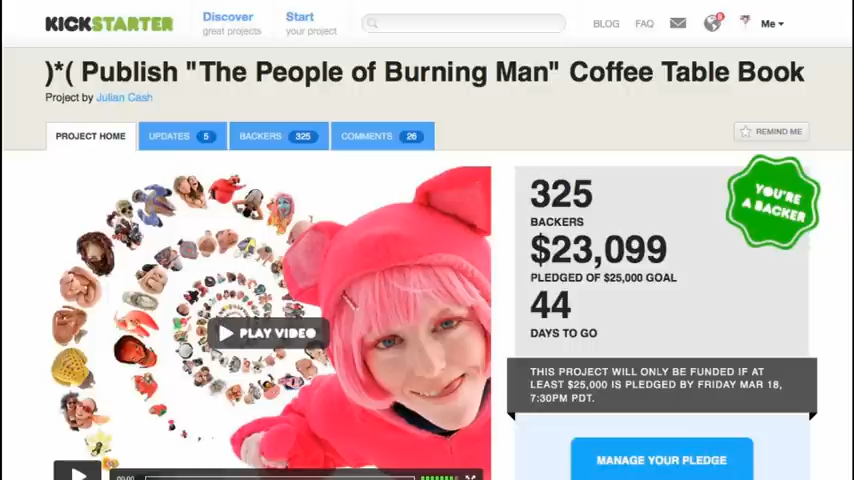 KICKSTARTER
Discover
great projects
Start
your project
BLOG
FAQ
8
Me
)*( Publish "The People of Burning Man" Coffee Table Book
Project by Julian Cash
PROJECT HOME
UPDATES 5
BACKERS 325
COMMENTS 26
REMIND ME
YOU'RE
A BACKER
325
BACKERS
$23,099
PLEDGED OF $25,000 GOAL
44
DAYS TO GO
PLAY VIDEO
THIS PROJECT WILL ONLY BE FUNDED IF AT
LEAST $25,000 IS PLEDGED BY FRIDAY MAR 18,
7:30PM PDT.
MANAGE YOUR PLEDGE
00:00